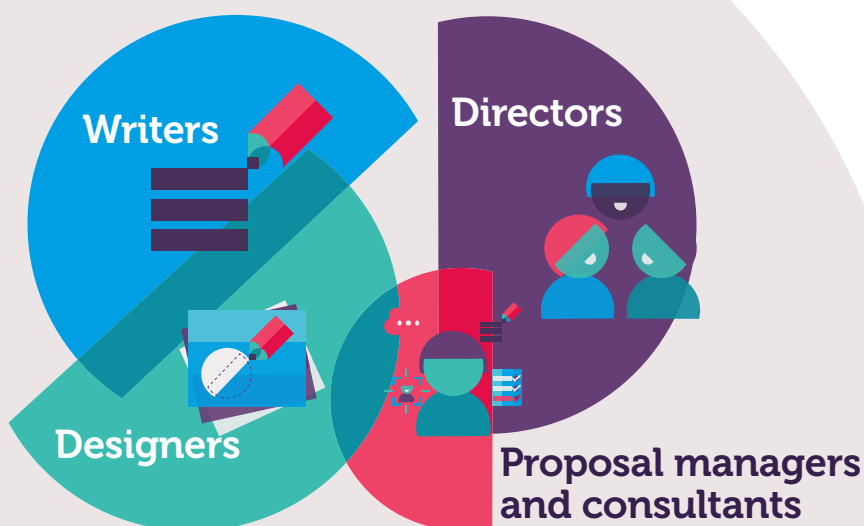 Writers
Directors
Designers
Proposal managers
and consultants